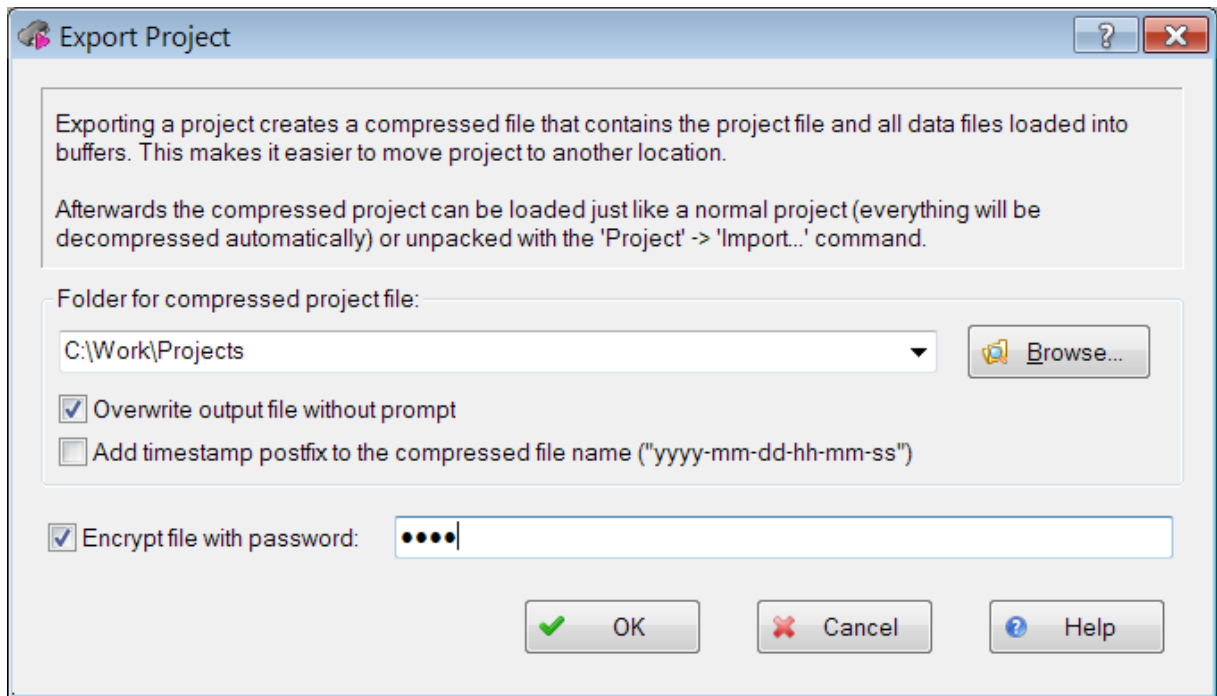 Export Project
Exporting a project creates a compressed file that contains the project file and all data files loaded into
buffers. This makes it easier to move project to another location.
Afterwards the compressed project can be loaded just like a normal project (everything will be
decompressed automatically) or unpacked with the 'Project' -> 'Import...' command.
Folder for compressed project file:
C:\Work\Projects
Browse...
Overwrite output file without prompt
Add timestamp postfix to the compressed file name ("yyyy-mm-dd-hh-mm-ss")
Encrypt file with password: ••••
OK Cancel Help